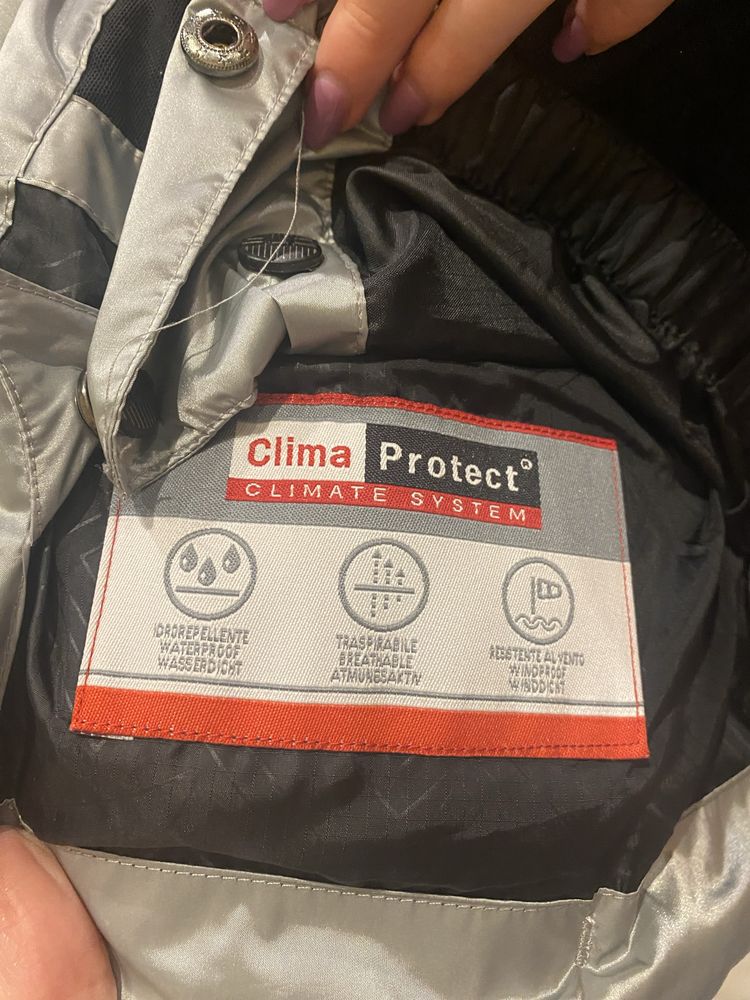 Clima Protect®
CLIMATE SYSTEM
IDROREPELLENTE
WATERPROOF
WASSERDICHT
TRASPIRABILE
BREATHABLE
ATMUNGSAKTIV
RESISTENTE AL VENTO
WINDPROOF
WINDDICHT